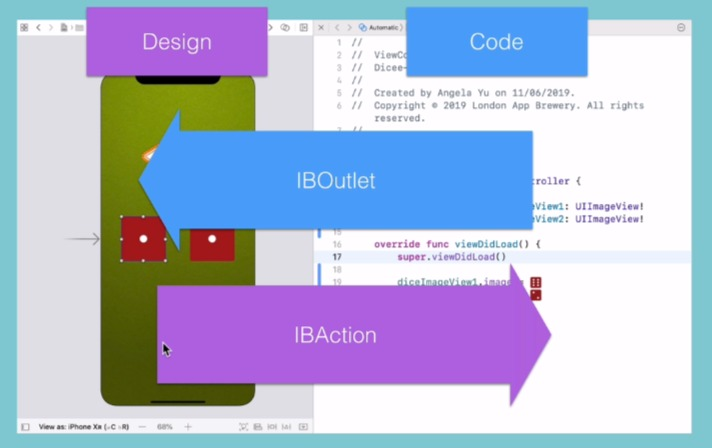 Design
Code
Automatic
1 //
2 // ViewCo
3 // Dicee-
4 //
5 // Created by Angela Yu on 11/06/2019.
6 // Copyright © 2019 London App Brewery. All rights
reserved.
7 //
IBOutlet
troller {
eView1: UIImageView!
eView2: UIImageView!
15
16 override func viewDidLoad() {
17 super.viewDidLoad()
18
19 diceImageView1.image
IBAction
View as: iPhone Xʀ (wC hR) — 68% +